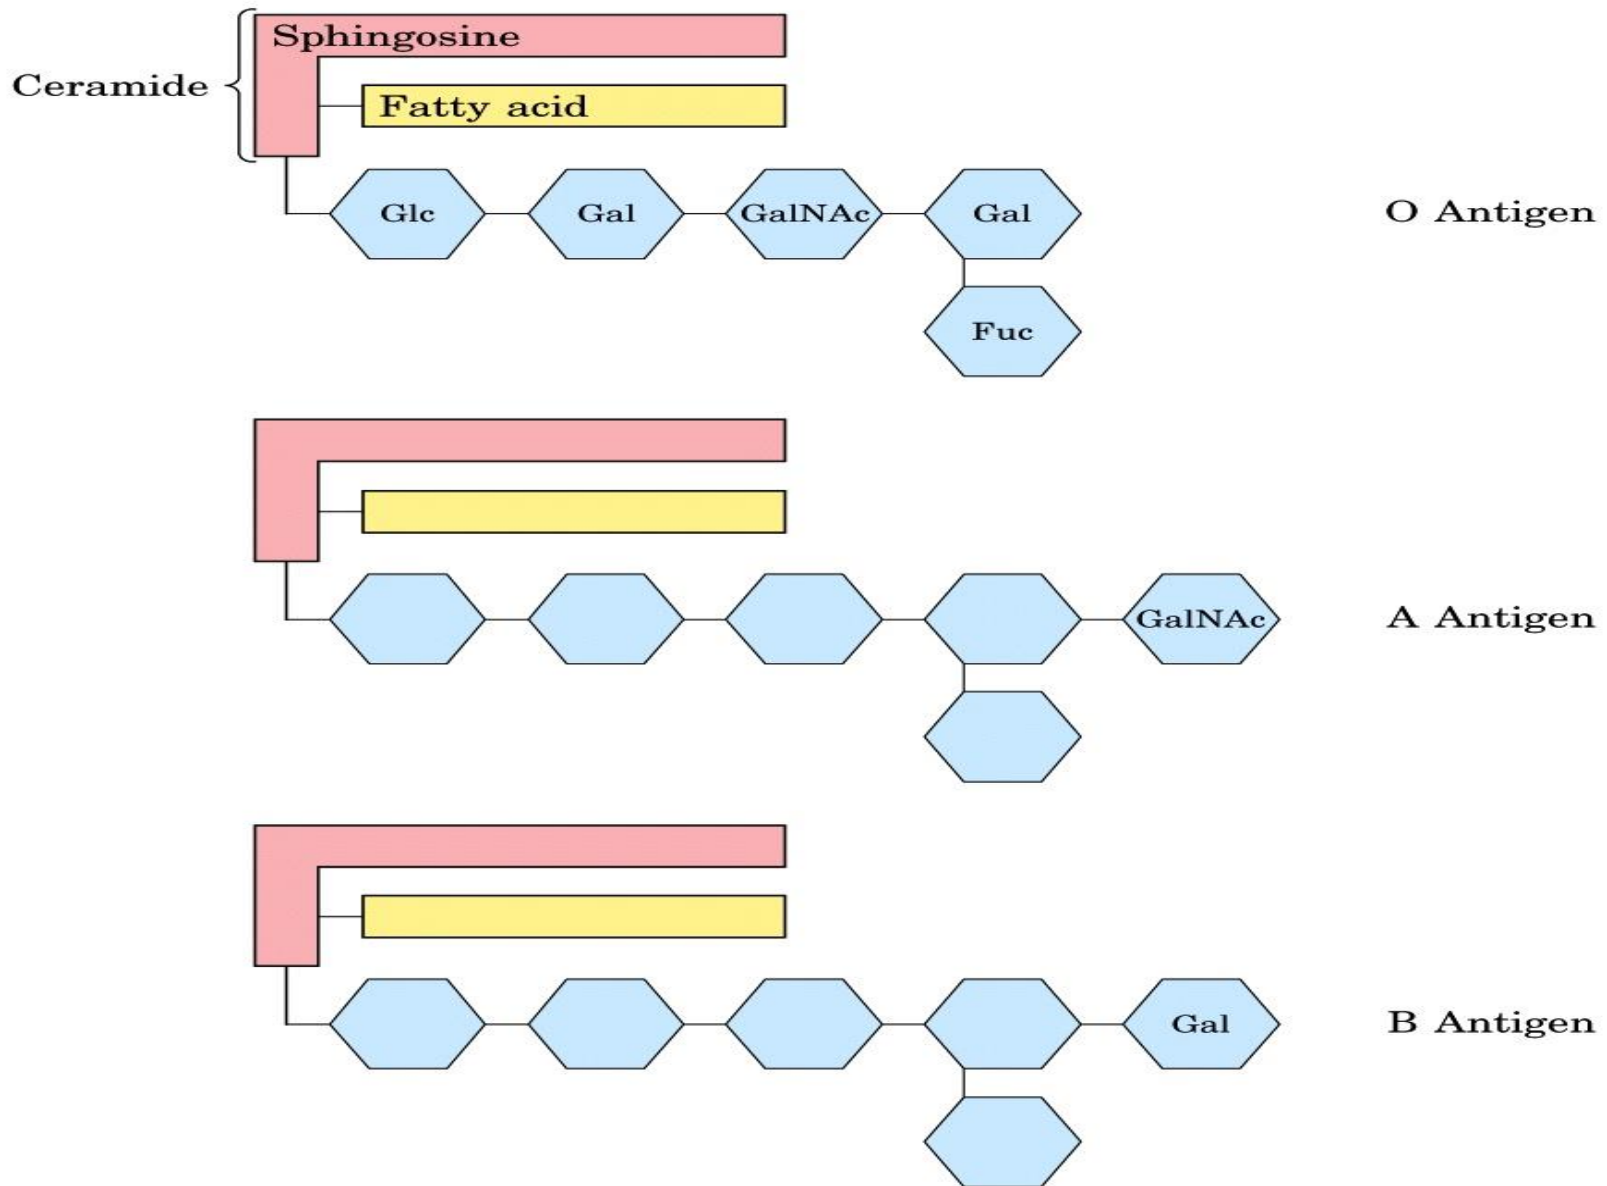 Sphingosine
Ceramide
Fatty acid
Glc Gal GalNAc Gal O Antigen
Fuc
GalNAc A Antigen
Gal B Antigen